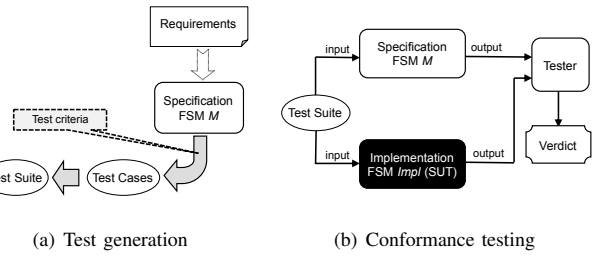 Requirements
Specification
FSM M
Test criteria
Test Cases
est Suite
(a) Test generation
input
Specification
FSM M
output
Tester
Test Suite
input
Implementation
FSM Impl (SUT)
output
Verdict
(b) Conformance testing